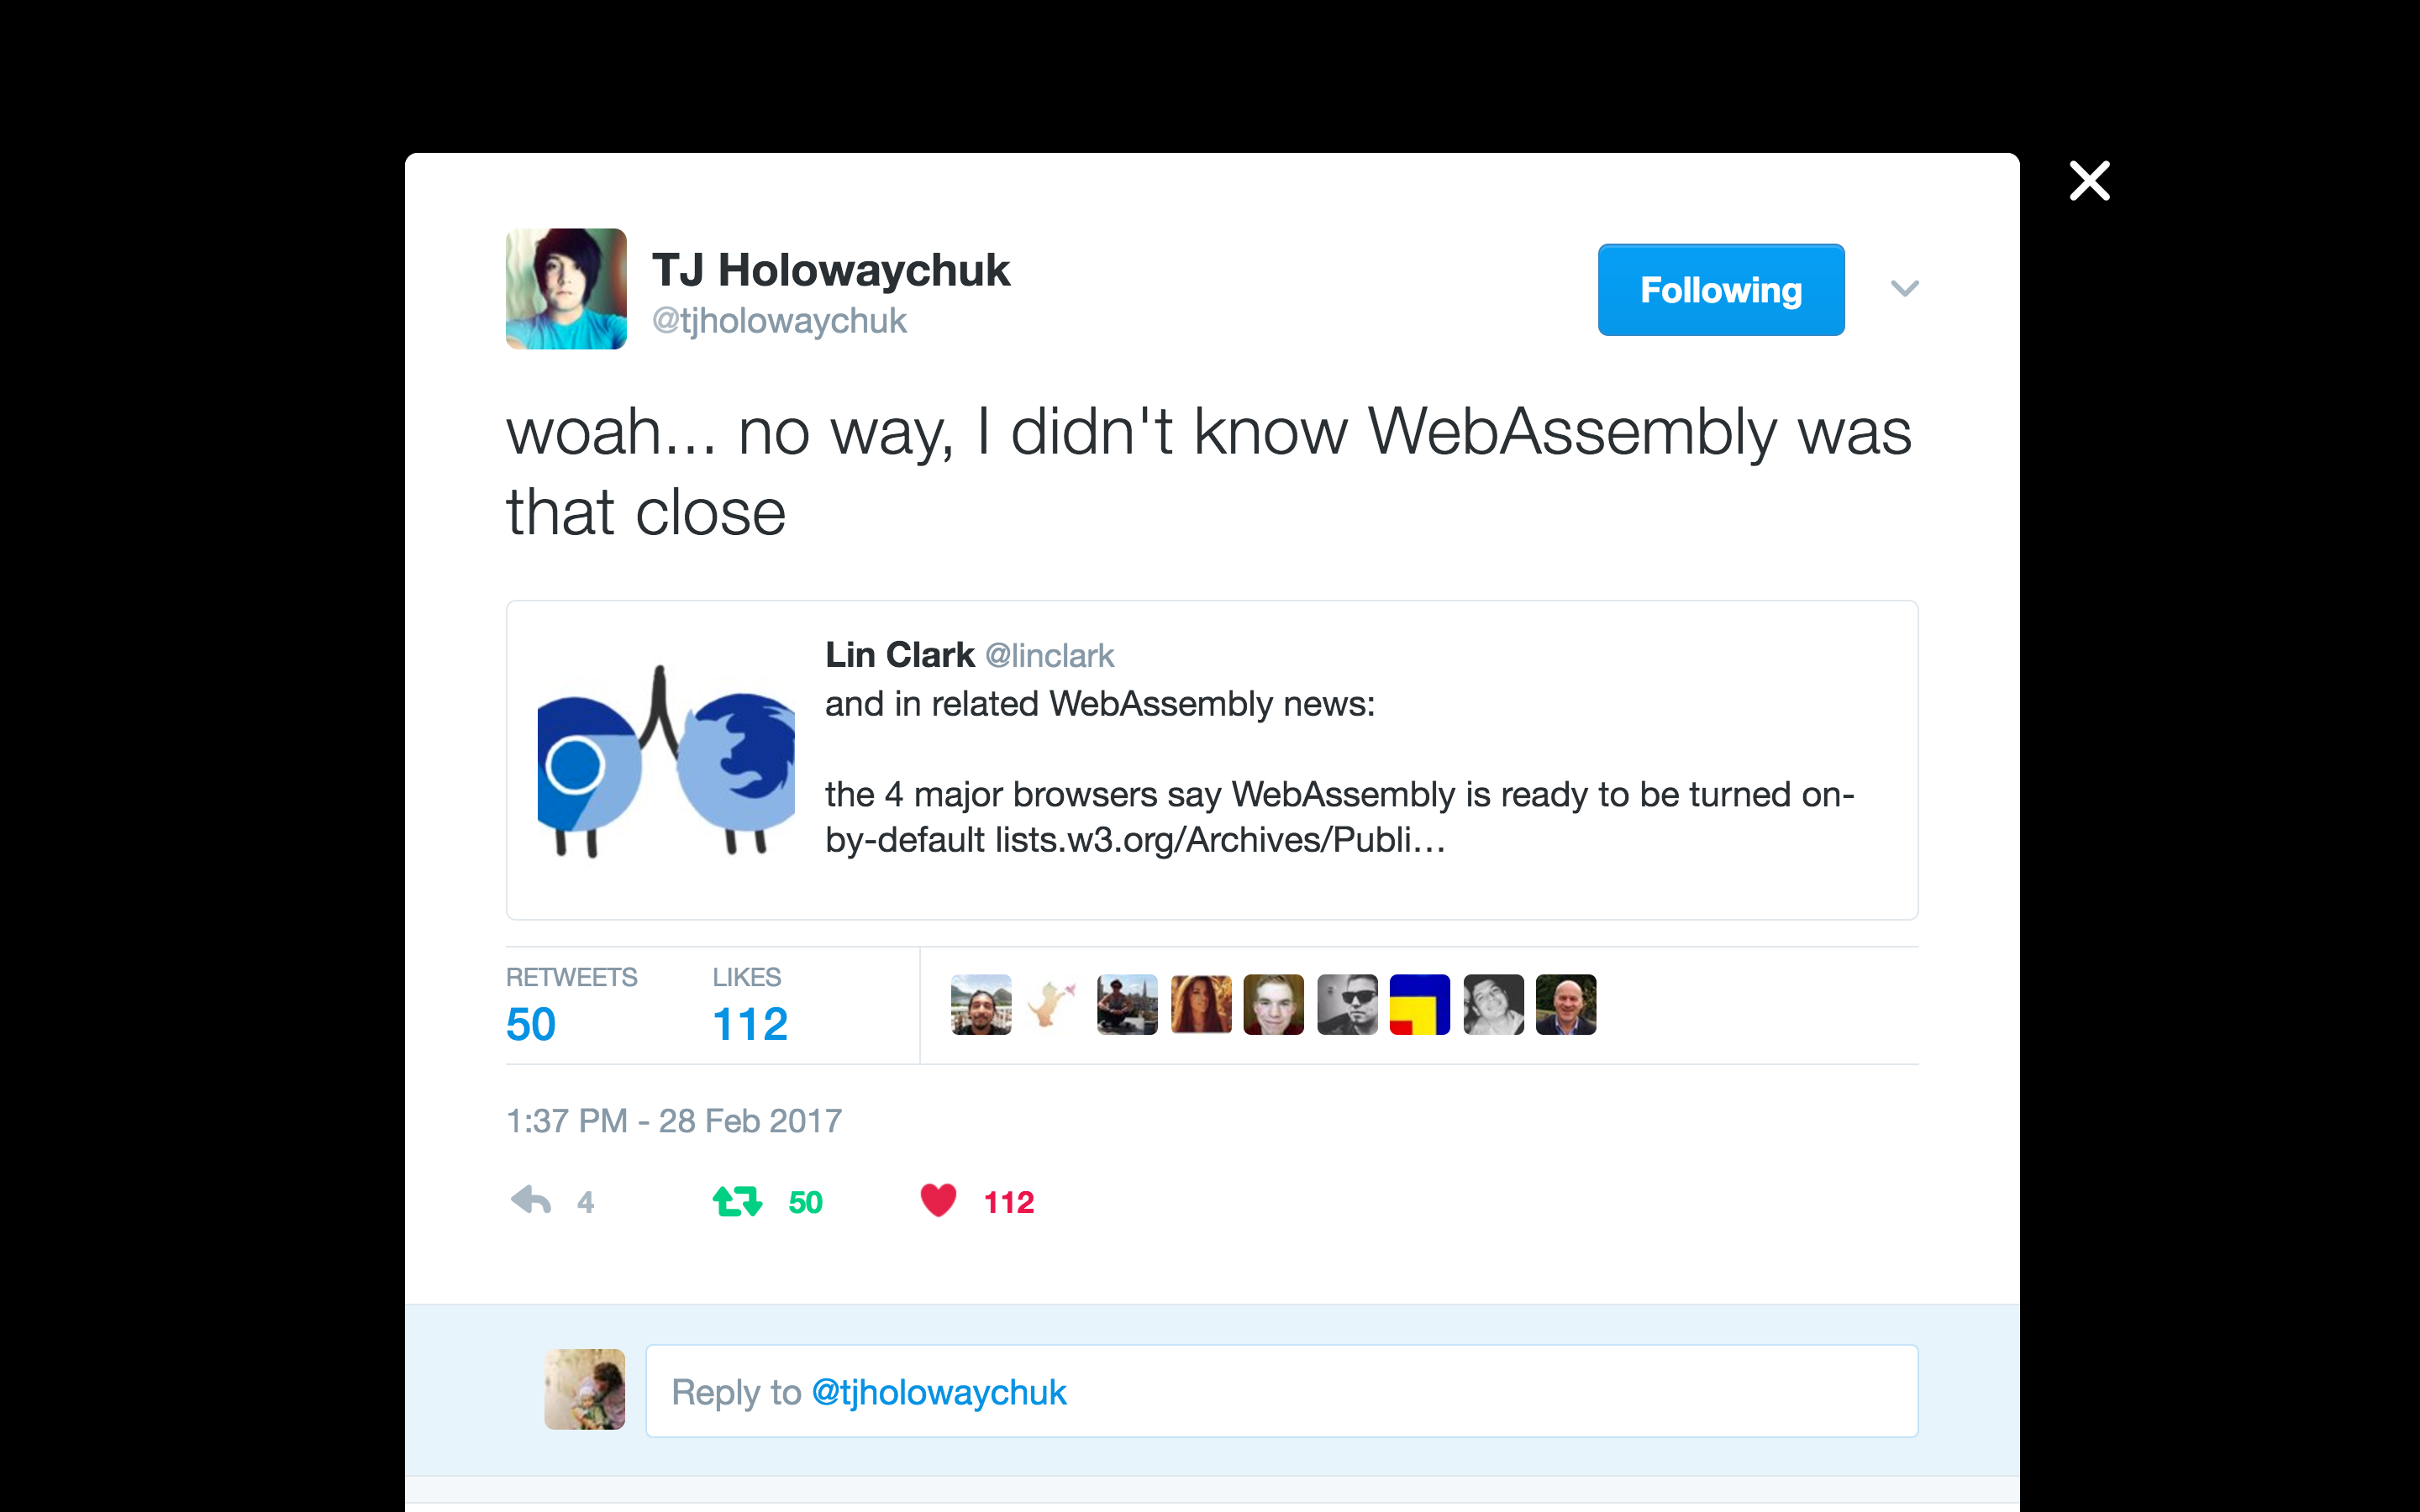 TJ Holowaychuk
@tjholowaychuk
Following
woah... no way, I didn't know WebAssembly was
that close
Lin Clark @linclark
and in related WebAssembly news:
the 4 major browsers say WebAssembly is ready to be turned on-
by-default lists.w3.org/Archives/Publi…
RETWEETS LIKES
50 112
1:37 PM - 28 Feb 2017
4 50 112
Reply to @tjholowaychuk